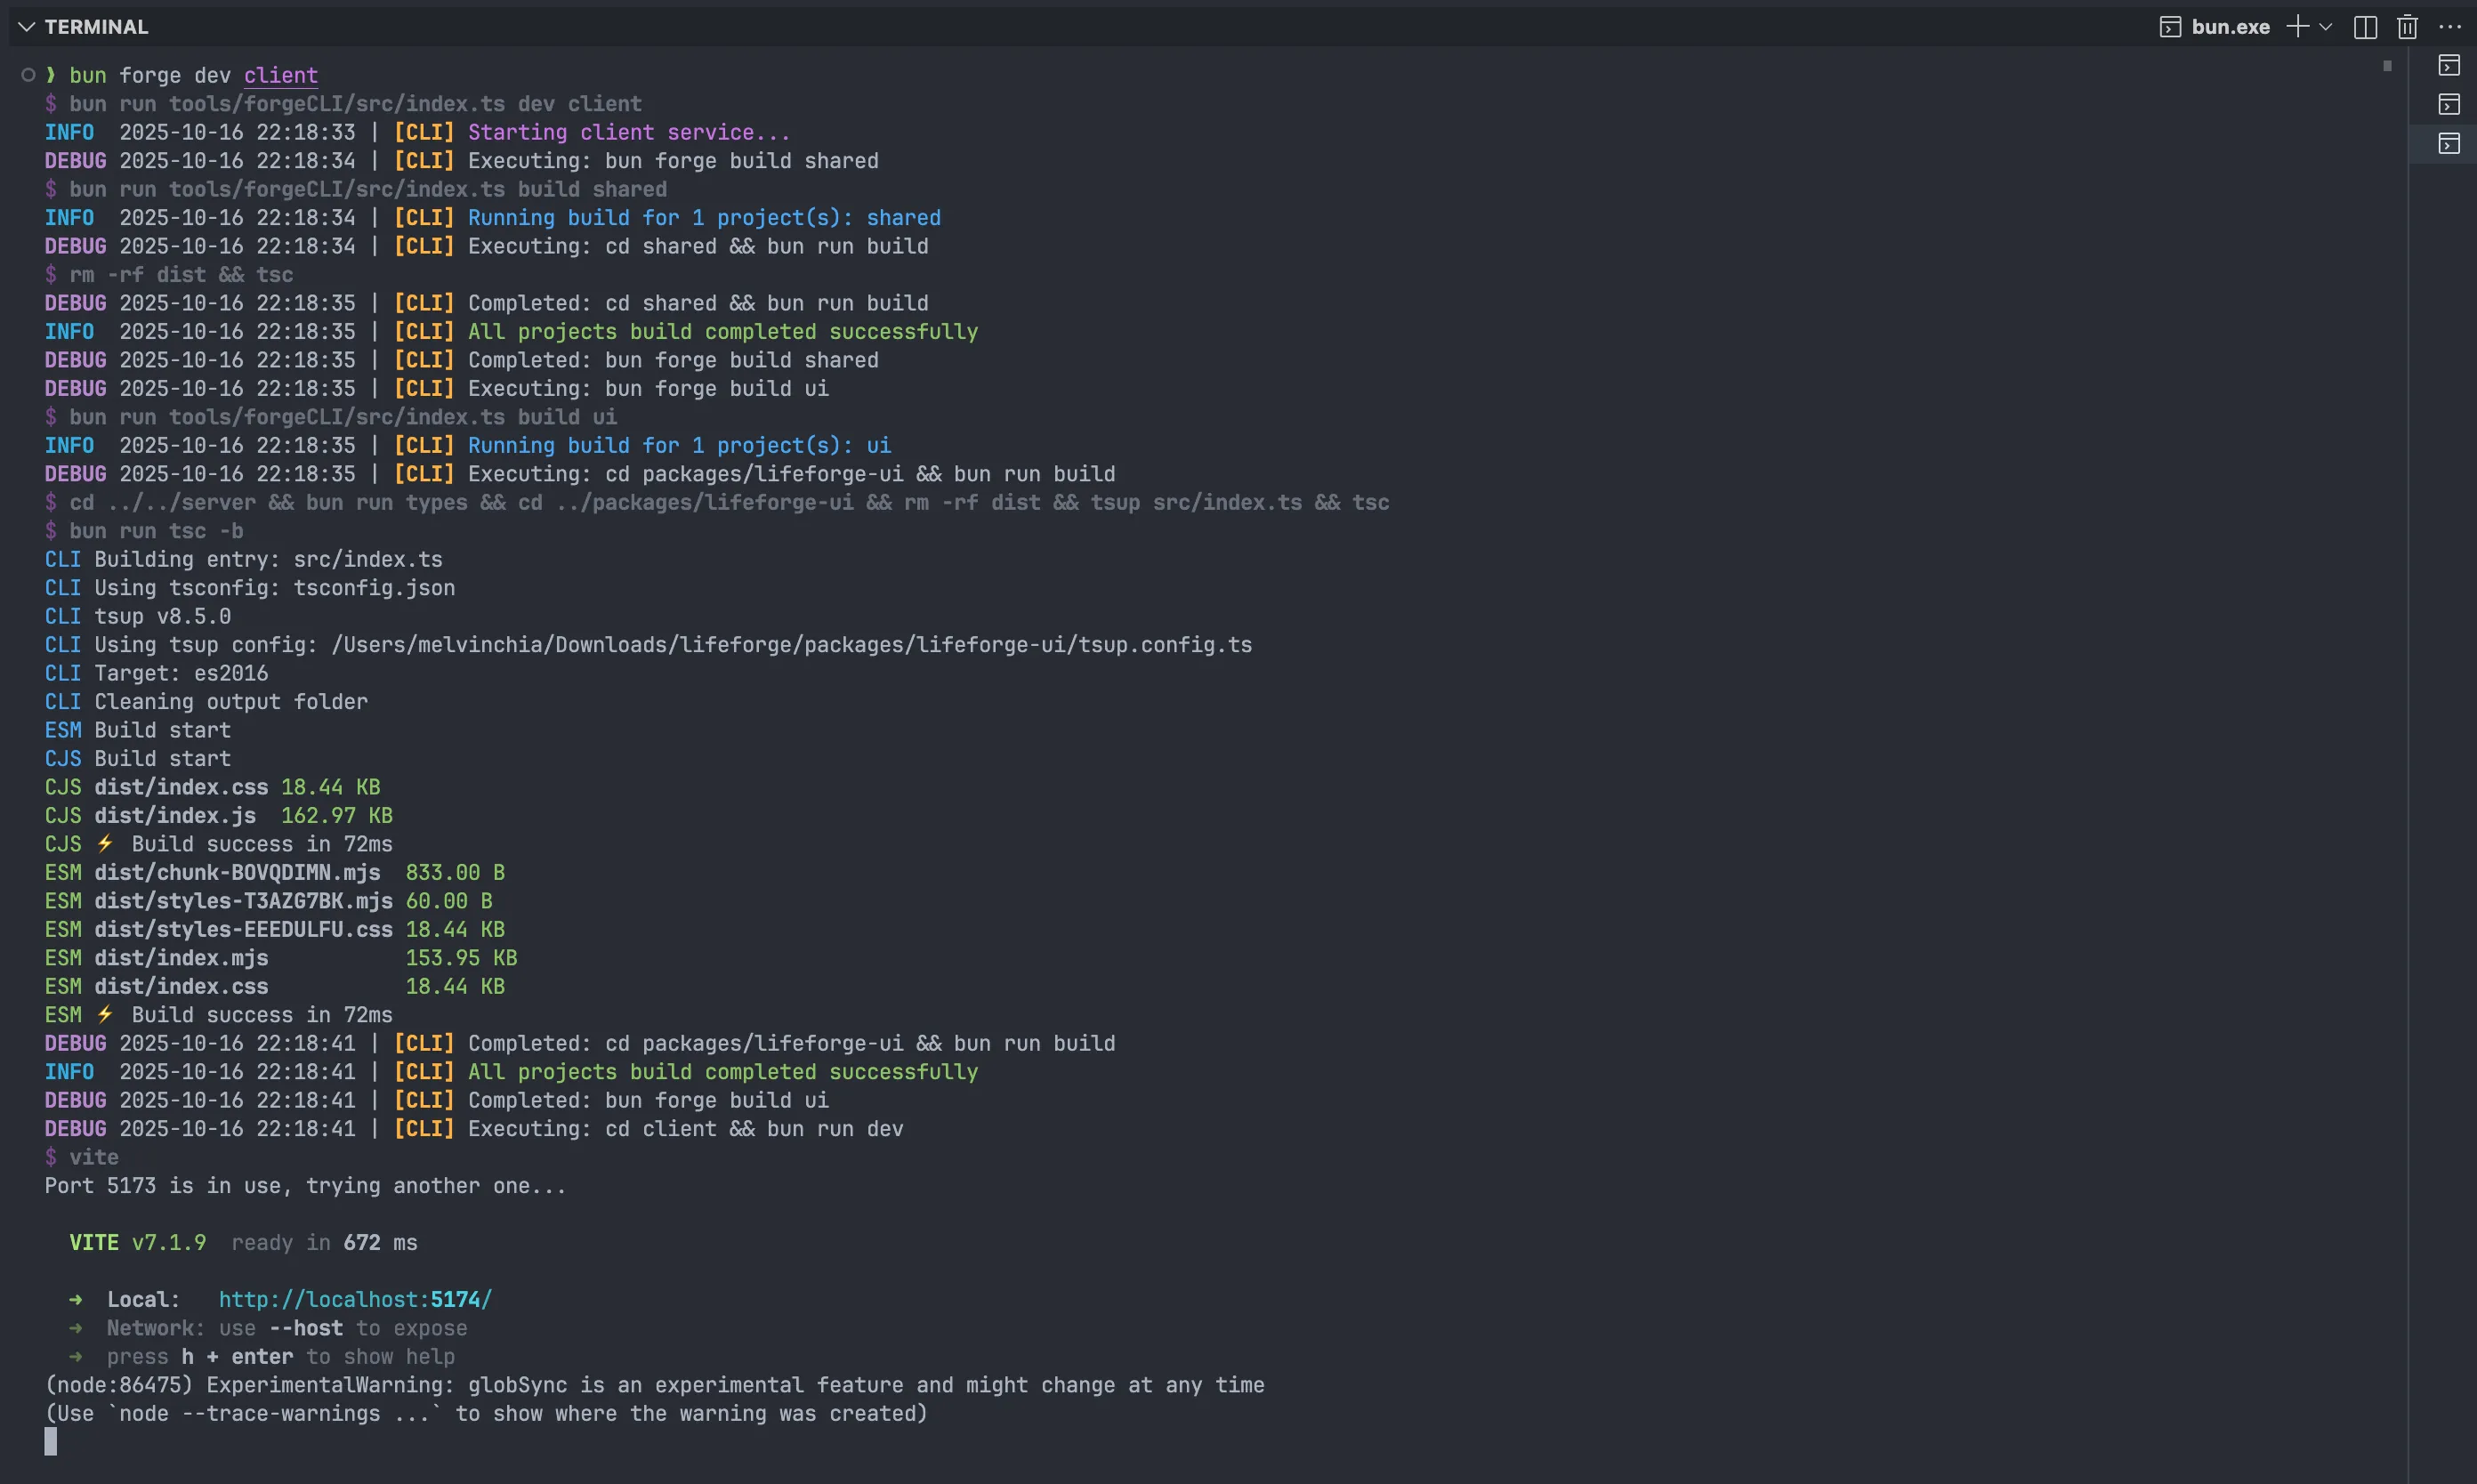 TERMINAL
bun.exe
bun forge dev client
$ bun run tools/forgeCLI/src/index.ts dev client
INFO  2025-10-16 22:18:33 | [CLI] Starting client service...
DEBUG 2025-10-16 22:18:34 | [CLI] Executing: bun forge build shared
$ bun run tools/forgeCLI/src/index.ts build shared
INFO  2025-10-16 22:18:34 | [CLI] Running build for 1 project(s): shared
DEBUG 2025-10-16 22:18:34 | [CLI] Executing: cd shared && bun run build
$ rm -rf dist && tsc
DEBUG 2025-10-16 22:18:35 | [CLI] Completed: cd shared && bun run build
INFO  2025-10-16 22:18:35 | [CLI] All projects build completed successfully
DEBUG 2025-10-16 22:18:35 | [CLI] Completed: bun forge build shared
DEBUG 2025-10-16 22:18:35 | [CLI] Executing: bun forge build ui
$ bun run tools/forgeCLI/src/index.ts build ui
INFO  2025-10-16 22:18:35 | [CLI] Running build for 1 project(s): ui
DEBUG 2025-10-16 22:18:35 | [CLI] Executing: cd packages/lifeforge-ui && bun run build
$ cd ../../server && bun run types && cd ../packages/lifeforge-ui && rm -rf dist && tsup src/index.ts && tsc
$ bun run tsc -b
CLI Building entry: src/index.ts
CLI Using tsconfig: tsconfig.json
CLI tsup v8.5.0
CLI Using tsup config: /Users/melvinchia/Downloads/lifeforge/packages/lifeforge-ui/tsup.config.ts
CLI Target: es2016
CLI Cleaning output folder
ESM Build start
CJS Build start
CJS dist/index.css 18.44 KB
CJS dist/index.js  162.97 KB
CJS ⚡ Build success in 72ms
ESM dist/chunk-BOVQDIMN.mjs  833.00 B
ESM dist/styles-T3AZG7BK.mjs 60.00 B
ESM dist/styles-EEEDULFU.css 18.44 KB
ESM dist/index.mjs           153.95 KB
ESM dist/index.css           18.44 KB
ESM ⚡ Build success in 72ms
DEBUG 2025-10-16 22:18:41 | [CLI] Completed: cd packages/lifeforge-ui && bun run build
INFO  2025-10-16 22:18:41 | [CLI] All projects build completed successfully
DEBUG 2025-10-16 22:18:41 | [CLI] Completed: bun forge build ui
DEBUG 2025-10-16 22:18:41 | [CLI] Executing: cd client && bun run dev
$ vite
Port 5173 is in use, trying another one...
VITE v7.1.9  ready in 672 ms
➜  Local:   http://localhost:5174/
➜  Network: use --host to expose
➜  press h + enter to show help
(node:86475) ExperimentalWarning: globSync is an experimental feature and might change at any time
(Use `node --trace-warnings ...` to show where the warning was created)